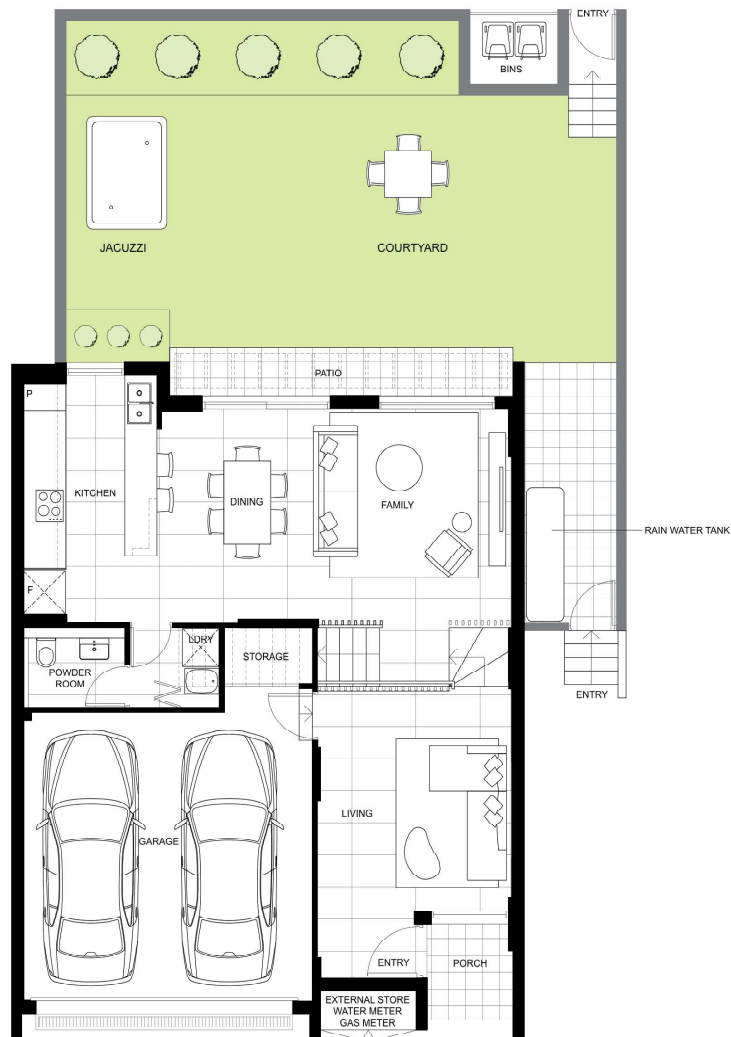 ENTRY
BINS
JACUZZI
COURTYARD
PATIO
P
KITCHEN
DINING
FAMILY
RAIN WATER TANK
F
LDRY
STORAGE
POWDER
ROOM
ENTRY
LIVING
GARAGE
ENTRY
PORCH
EXTERNAL STORE
WATER METER
GAS METER